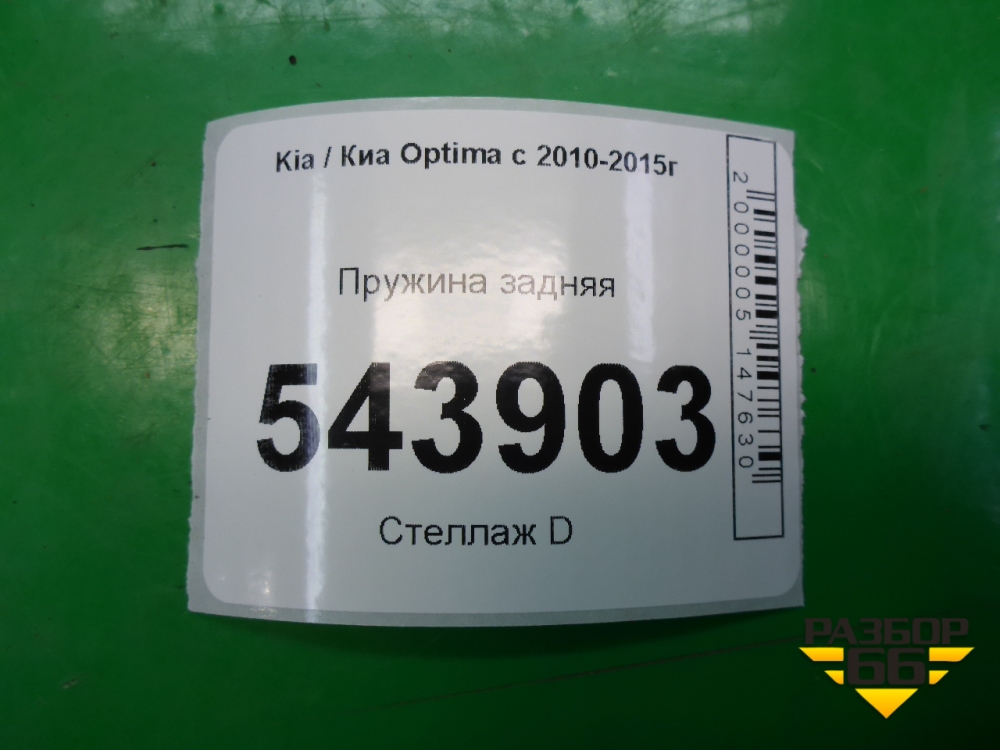 Kia / Киа Optima с 2010-2015г
Пружина задняя
543903
Стеллаж D
2000005147630
РАЗБОР
66